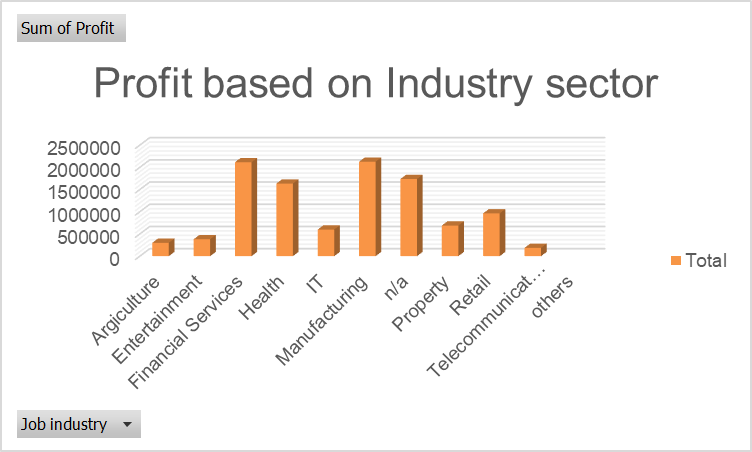 Sum of Profit
Profit based on Industry sector
2500000
2000000
1500000
1000000
500000
0
Argiculture
Entertainment
Financial Services
Health
IT
Manufacturing
n/a
Property
Retail
Telecommunicat...
others
Total
Job industry